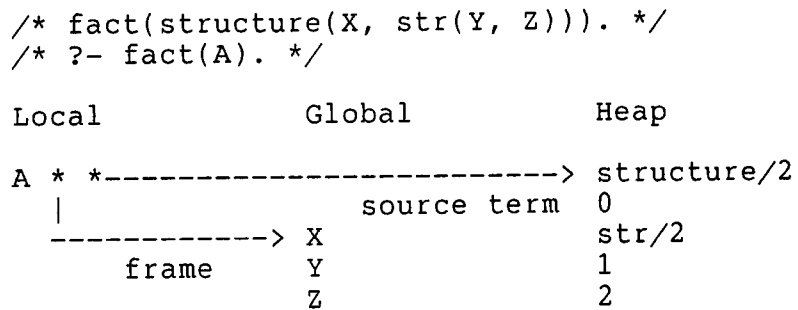 /* fact(structure(X, str(Y, Z))). */
/* ?- fact(A). */
Local Global Heap
A * *--------------------------> structure/2
| source term 0
------------> X str/2
frame Y 1
Z 2